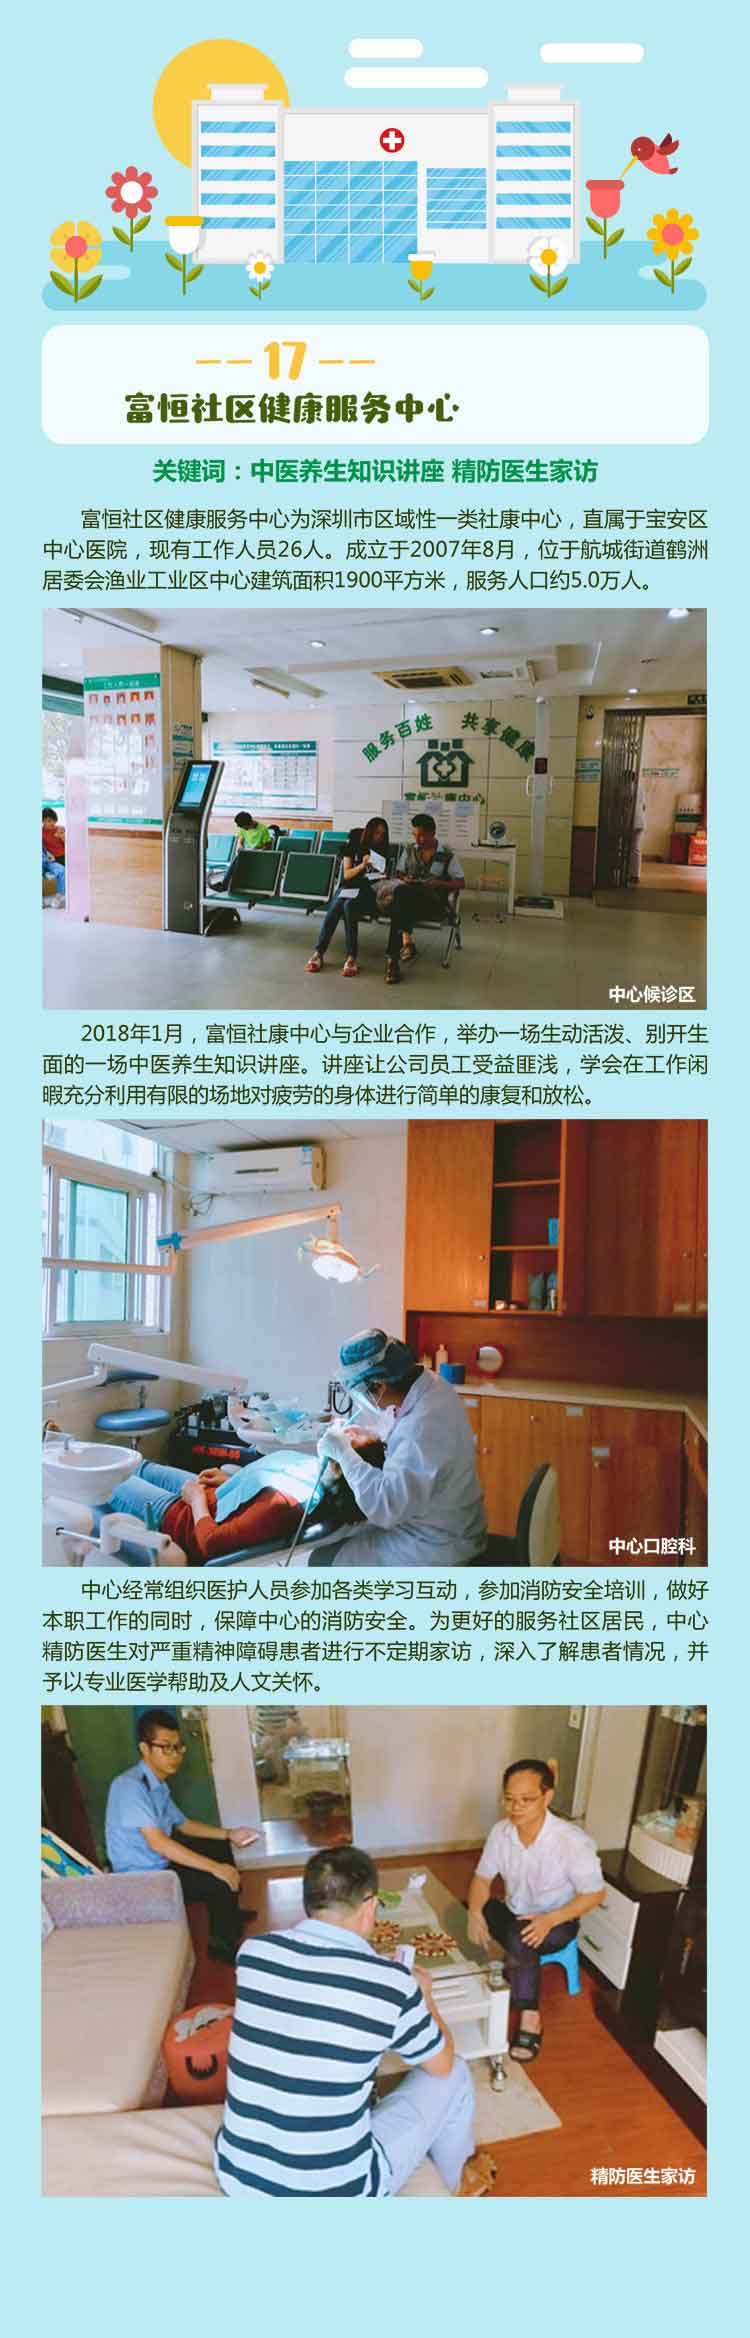 －－17－－
富恒社区健康服务中心
关键词：中医养生知识讲座 精防医生家访
富恒社区健康服务中心为深圳市区域性一类社康中心，直属于宝安区
中心医院，现有工作人员26人。成立于2007年8月，位于航城街道鹤洲
居委会渔业工业区中心建筑面积1900平方米，服务人口约5.0万人。
服务百姓 共享健康
中心候诊区
2018年1月，富恒社康中心与企业合作，举办一场生动活泼、别开生
面的一场中医养生知识讲座。讲座让公司员工受益匪浅，学会在工作闲
暇充分利用有限的场地对疲劳的身体进行简单的康复和放松。
中心口腔科
中心经常组织医护人员参加各类学习互动，参加消防安全培训，做好
本职工作的同时，保障中心的消防安全。为更好的服务社区居民，中心
精防医生对严重精神障碍患者进行不定期家访，深入了解患者情况，并
予以专业医学帮助及人文关怀。
精防医生家访